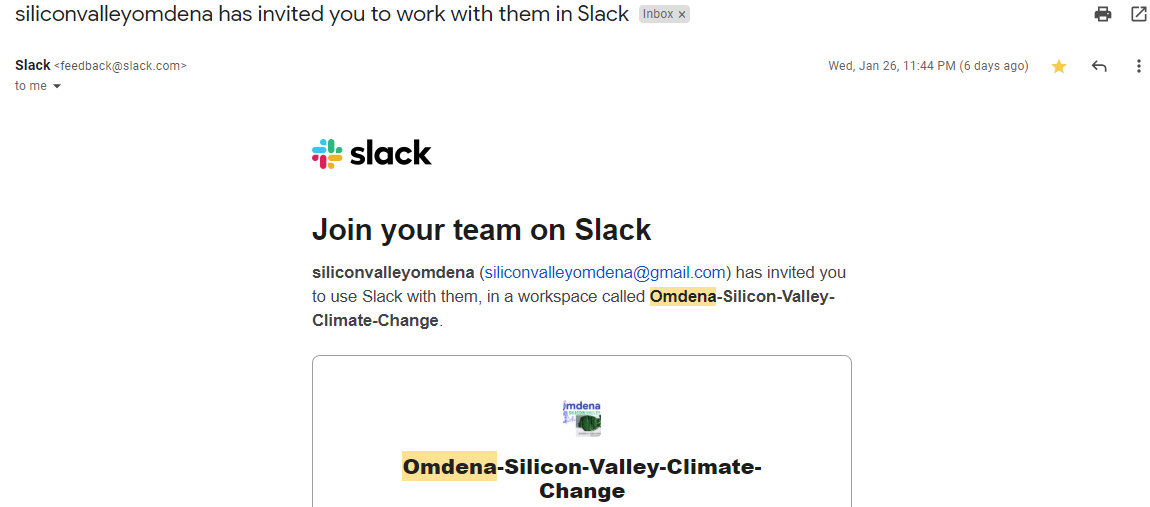 siliconvalleyomdena has invited you to work with them in Slack Inbox ×
Slack <feedback@slack.com> Wed, Jan 26, 11:44 PM (6 days ago)
to me
slack
Join your team on Slack
siliconvalleyomdena (siliconvalleyomdena@gmail.com) has invited you
to use Slack with them, in a workspace called Omdena-Silicon-Valley-
Climate-Change.
mdena
Omdena-Silicon-Valley-Climate-
Change